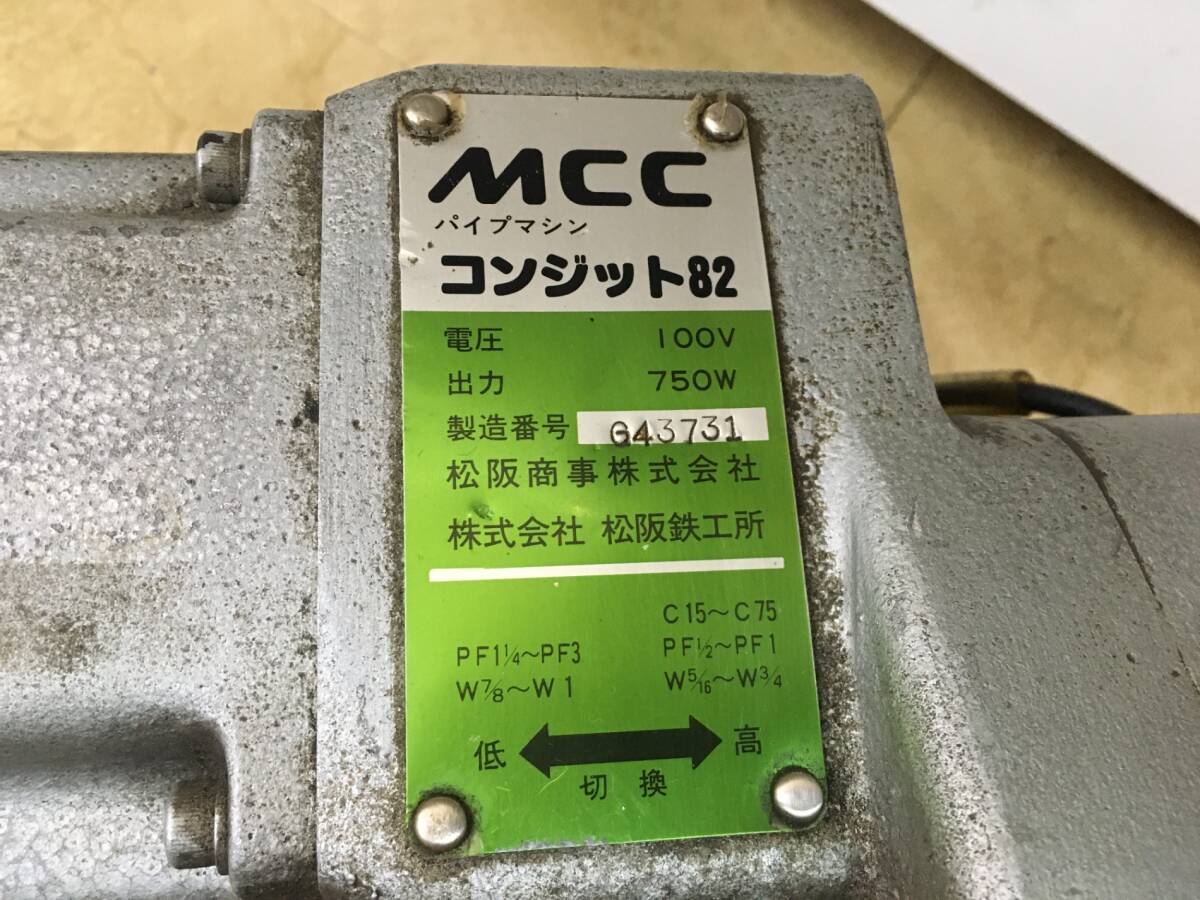 MCC
パイプマシン
コンジット82
電圧 100V
出力 750W
製造番号 G43731
松阪商事株式会社
株式会社 松阪鉄工所
C15～C75
PF1¼～PF3 PF½～PF1
W⅞～W1 W5/16～W¾
低 高
切換